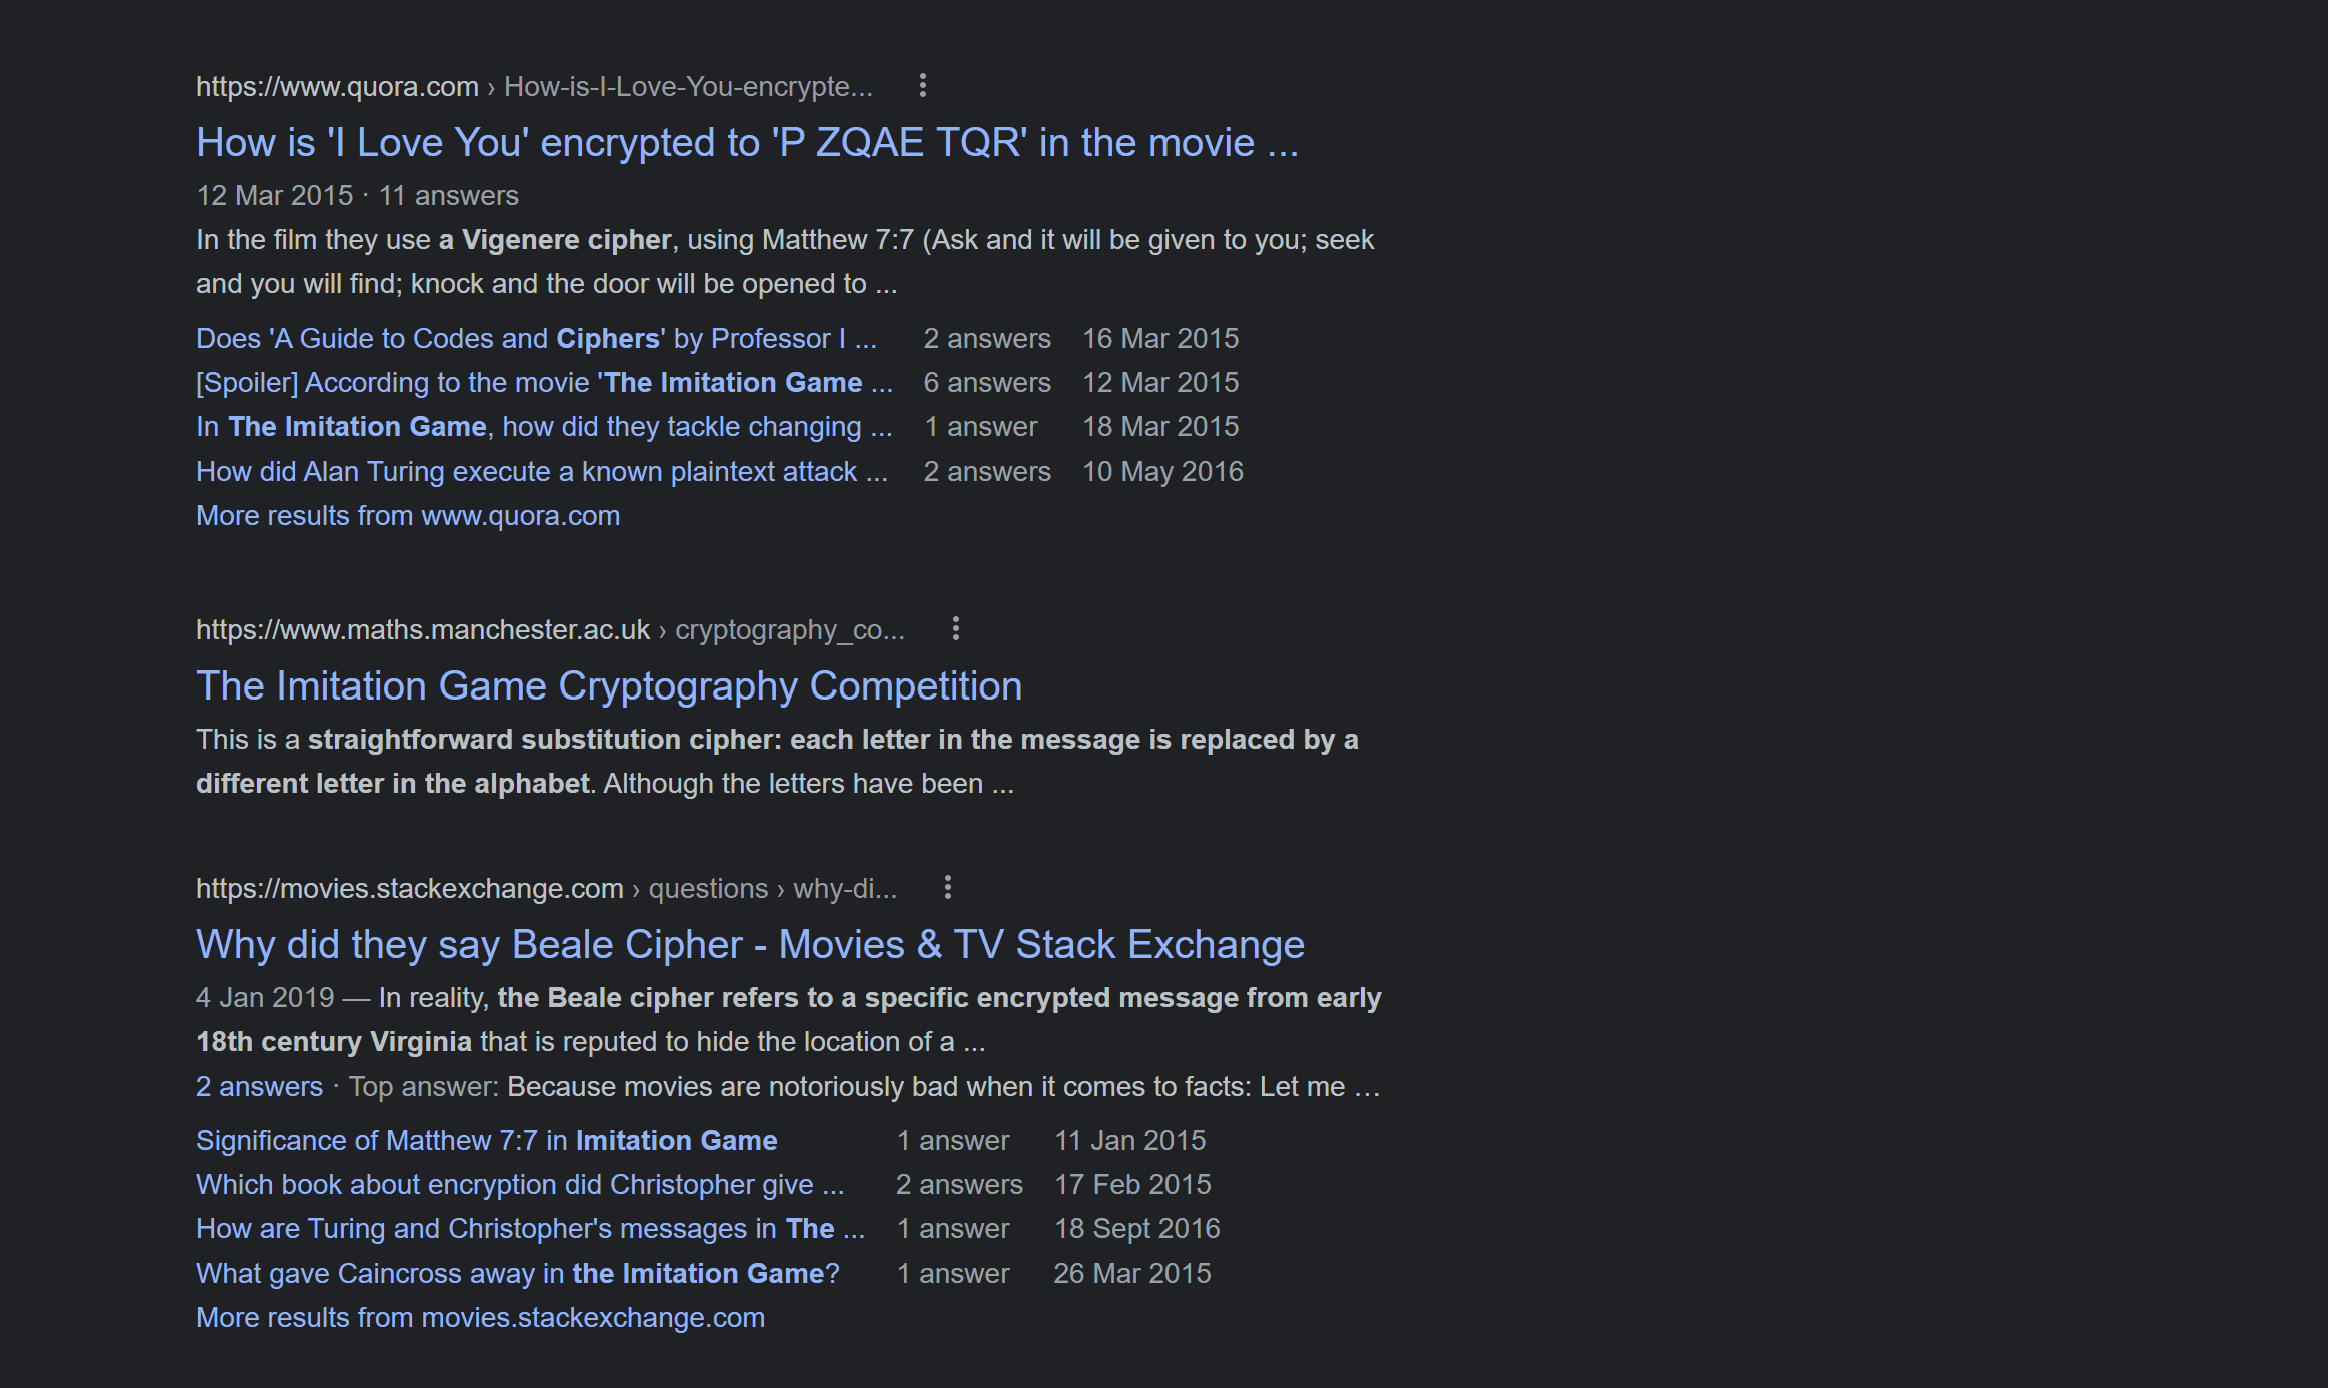 https://www.quora.com › How-is-I-Love-You-encrypte...
How is 'I Love You' encrypted to 'P ZQAE TQR' in the movie ...
12 Mar 2015 · 11 answers
In the film they use a Vigenere cipher, using Matthew 7:7 (Ask and it will be given to you; seek
and you will find; knock and the door will be opened to ...
Does 'A Guide to Codes and Ciphers' by Professor I ... 2 answers 16 Mar 2015
[Spoiler] According to the movie 'The Imitation Game ... 6 answers 12 Mar 2015
In The Imitation Game, how did they tackle changing ... 1 answer 18 Mar 2015
How did Alan Turing execute a known plaintext attack ... 2 answers 10 May 2016
More results from www.quora.com
https://www.maths.manchester.ac.uk › cryptography_co...
The Imitation Game Cryptography Competition
This is a straightforward substitution cipher: each letter in the message is replaced by a
different letter in the alphabet. Although the letters have been ...
https://movies.stackexchange.com › questions › why-di...
Why did they say Beale Cipher - Movies & TV Stack Exchange
4 Jan 2019 — In reality, the Beale cipher refers to a specific encrypted message from early
18th century Virginia that is reputed to hide the location of a ...
2 answers · Top answer: Because movies are notoriously bad when it comes to facts: Let me …
Significance of Matthew 7:7 in Imitation Game 1 answer 11 Jan 2015
Which book about encryption did Christopher give ... 2 answers 17 Feb 2015
How are Turing and Christopher's messages in The ... 1 answer 18 Sept 2016
What gave Caincross away in the Imitation Game? 1 answer 26 Mar 2015
More results from movies.stackexchange.com